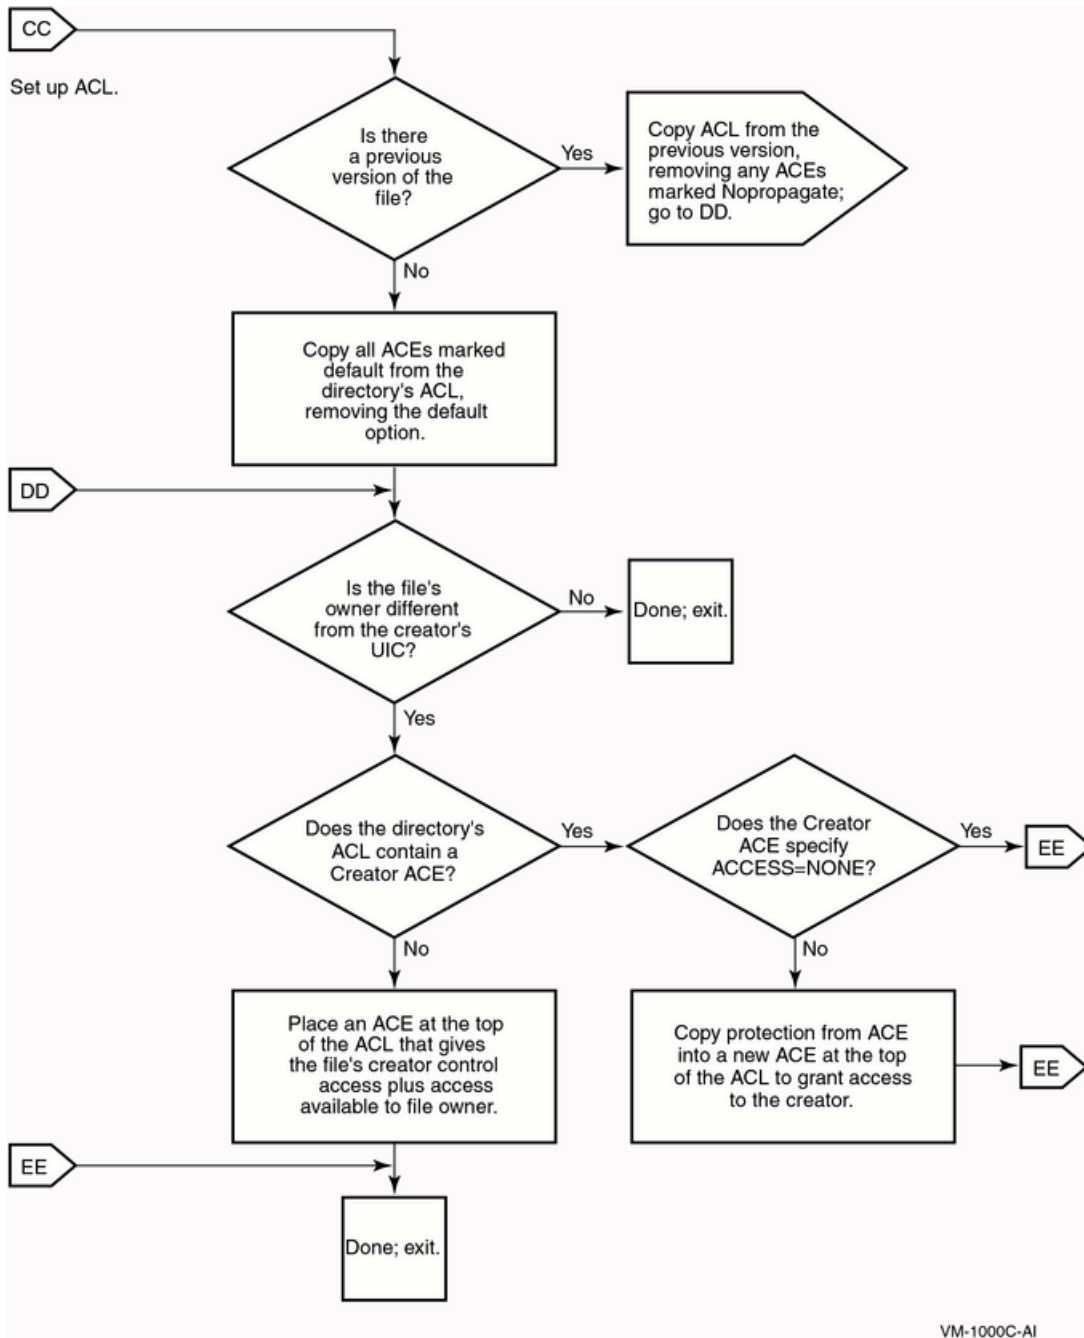 CC
Set up ACL.
Is there
a previous
version of the
file?
Yes
Copy ACL from the
previous version,
removing any ACEs
marked Nopropagate;
go to DD.
No
Copy all ACEs marked
default from the
directory's ACL,
removing the default
option.
DD
Is the file's
owner different
from the creator's
UIC?
No
Done; exit.
Yes
Does the directory's
ACL contain a
Creator ACE?
Yes
Does the Creator
ACE specify
ACCESS=NONE?
Yes
EE
No
No
Place an ACE at the top
of the ACL that gives
the file's creator control
access plus access
available to file owner.
Copy protection from ACE
into a new ACE at the top
of the ACL to grant access
to the creator.
EE
EE
Done; exit.
VM-1000C-AI